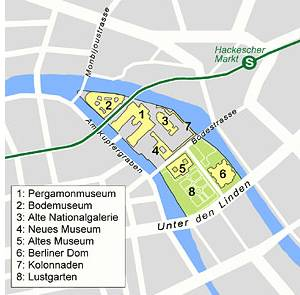 Hackescher
Markt
S
Monbijoustrasse
2
1
3
7
Bodestrasse
4
Am Kupfergraben
5
6
8
Unter den Linden
1: Pergamonmuseum
2: Bodemuseum
3: Alte Nationalgalerie
4: Neues Museum
5: Altes Museum
6: Berliner Dom
7: Kolonnaden
8: Lustgarten